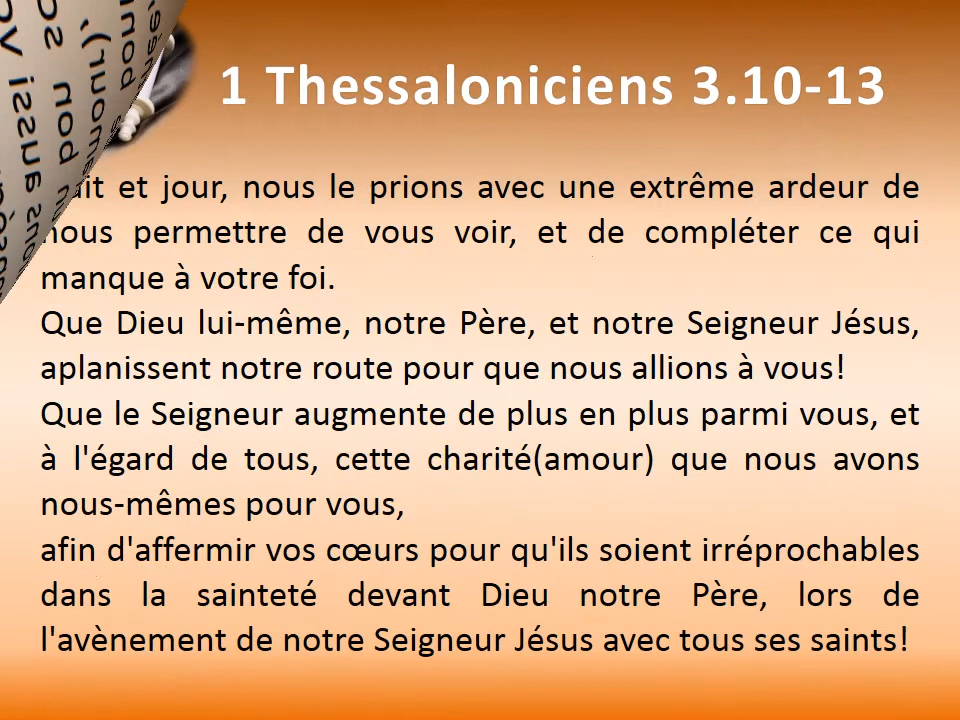 1 Thessaloniciens 3.10-13
et jour, nous le prions avec une extrême ardeur de
nous permettre de vous voir, et de compléter ce qui
manque à votre foi.
Que Dieu lui-même, notre Père, et notre Seigneur Jésus,
aplanissent notre route pour que nous allions à vous!
Que le Seigneur augmente de plus en plus parmi vous, et
à l'égard de tous, cette charité(amour) que nous avons
nous-mêmes pour vous,
afin d'affermir vos cœurs pour qu'ils soient irréprochables
dans la sainteté devant Dieu notre Père, lors de
l'avènement de notre Seigneur Jésus avec tous ses saints!